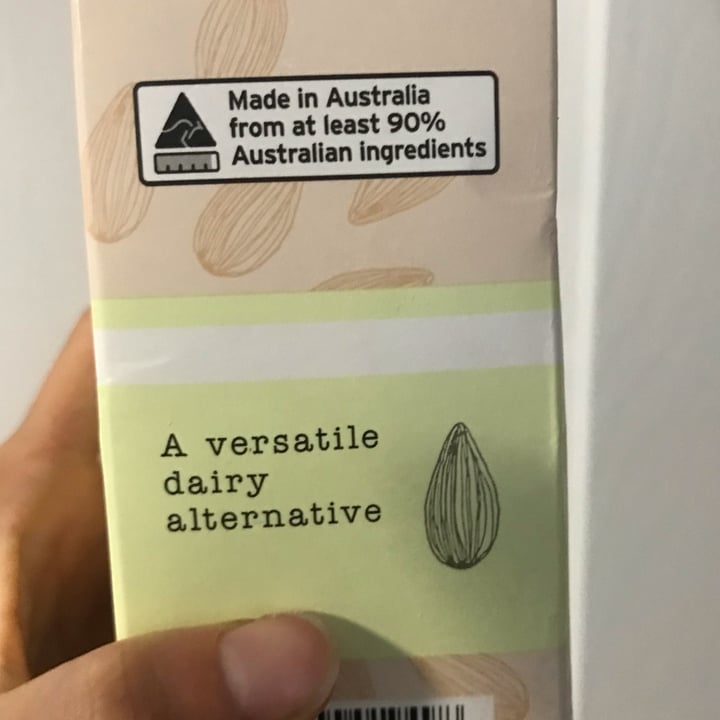 Made in Australia
from at least 90%
Australian ingredients
A versatile
dairy
alternative